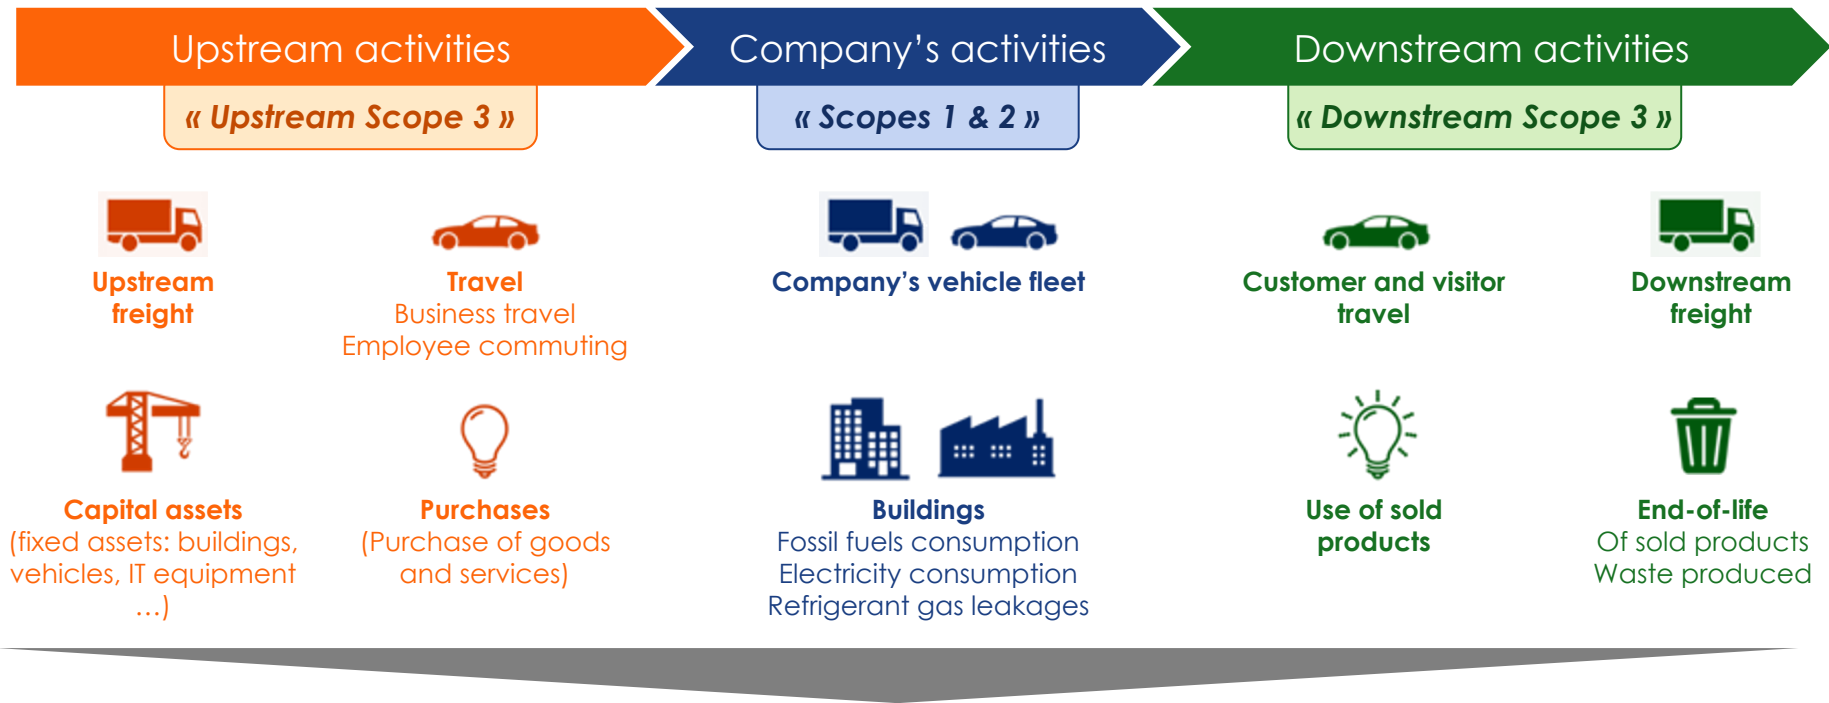 Upstream activities
Company’s activities
Downstream activities
« Upstream Scope 3 »
« Scopes 1 & 2 »
« Downstream Scope 3 »
Upstream
freight
Travel
Business travel
Employee commuting
Company’s vehicle fleet
Customer and visitor
travel
Downstream
freight
Capital assets
(fixed assets: buildings,
vehicles, IT equipment
…)
Purchases
(Purchase of goods
and services)
Buildings
Fossil fuels consumption
Electricity consumption
Refrigerant gas leakages
Use of sold
products
End-of-life
Of sold products
Waste produced